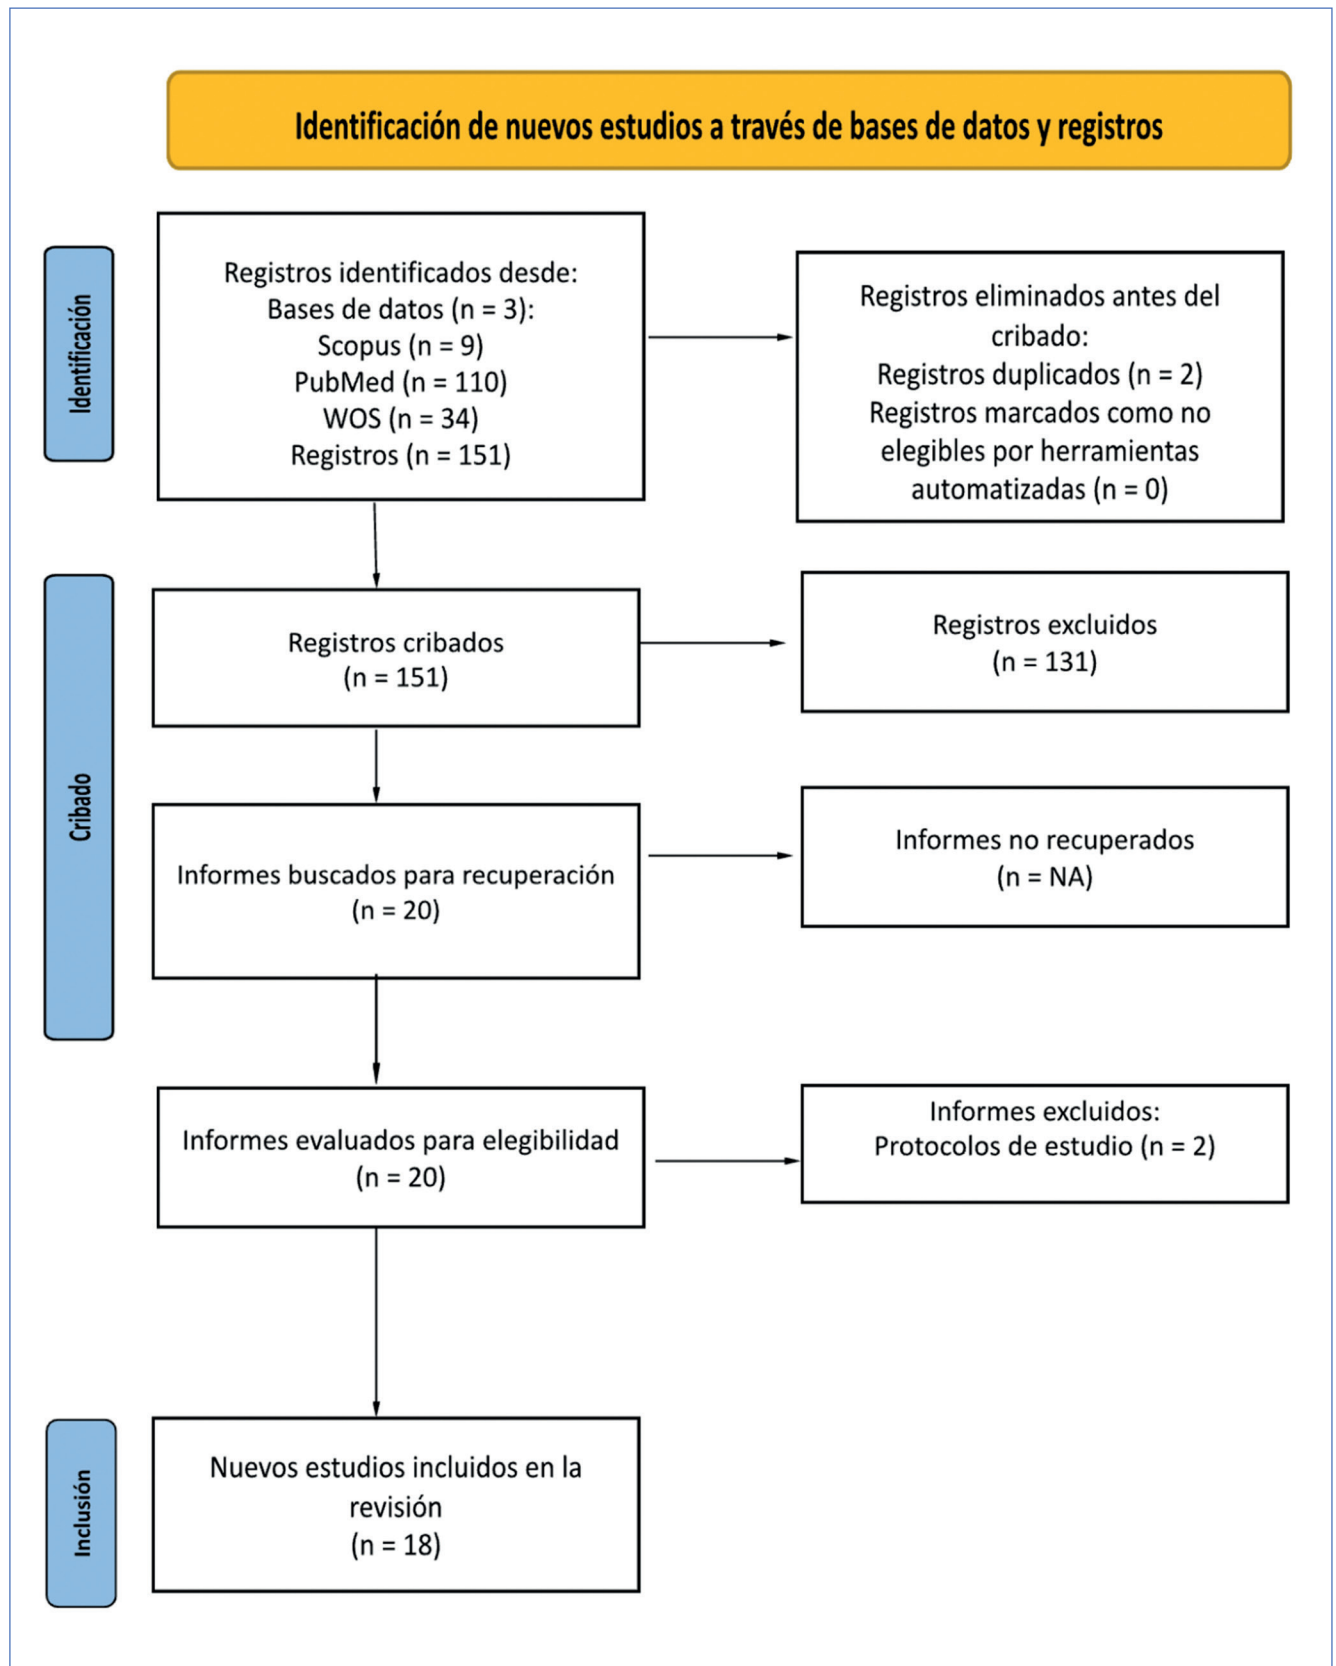 Identificación de nuevos estudios a través de bases de datos y registros
Identificación
Registros identificados desde:
Bases de datos (n = 3):
Scopus (n = 9)
PubMed (n = 110)
WOS (n = 34)
Registros (n = 151)
Registros eliminados antes del
cribado:
Registros duplicados (n = 2)
Registros marcados como no
elegibles por herramientas
automatizadas (n = 0)
Cribado
Registros cribados
(n = 151)
Registros excluidos
(n = 131)
Informes buscados para recuperación
(n = 20)
Informes no recuperados
(n = NA)
Informes evaluados para elegibilidad
(n = 20)
Informes excluidos:
Protocolos de estudio (n = 2)
Inclusión
Nuevos estudios incluidos en la
revisión
(n = 18)